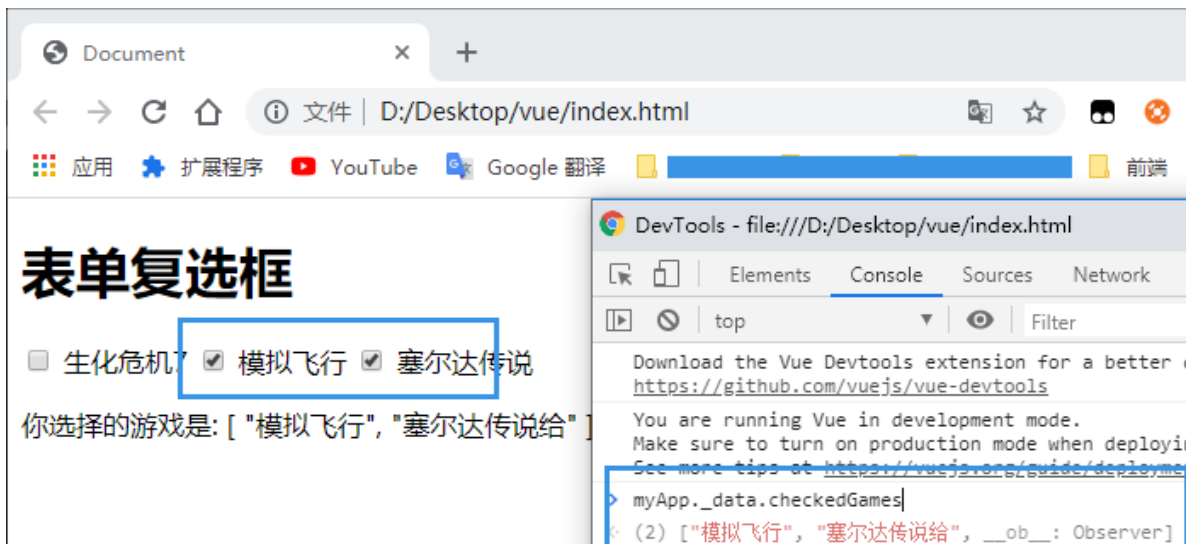 Document
文件 D:/Desktop/vue/index.html
应用 扩展程序 YouTube Google 翻译 前端
DevTools - file:///D:/Desktop/vue/index.html
Elements Console Sources Network
top Filter
表单复选框
生化危机7 模拟飞行 塞尔达传说
你选择的游戏是: [ "模拟飞行", "塞尔达传说给" ]
Download the Vue Devtools extension for a better
https://github.com/vuejs/vue-devtools
You are running Vue in development mode.
Make sure to turn on production mode when deployin
See more tips at https://vuejs.org/guide/deployme
> myApp._data.checkedGames
(2) ["模拟飞行", "塞尔达传说给", __ob__: Observer]